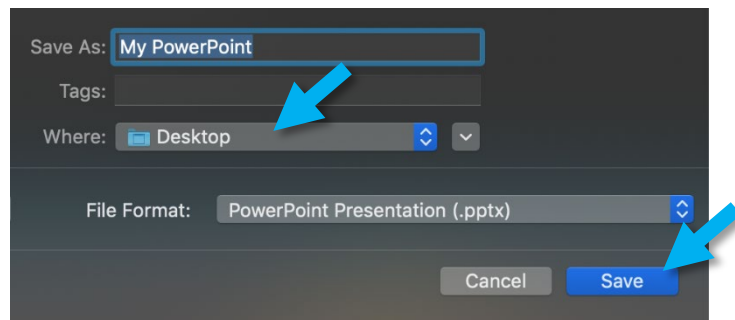 Save As: My PowerPoint
Tags:
Where: Desktop
File Format: PowerPoint Presentation (.pptx)
Cancel Save